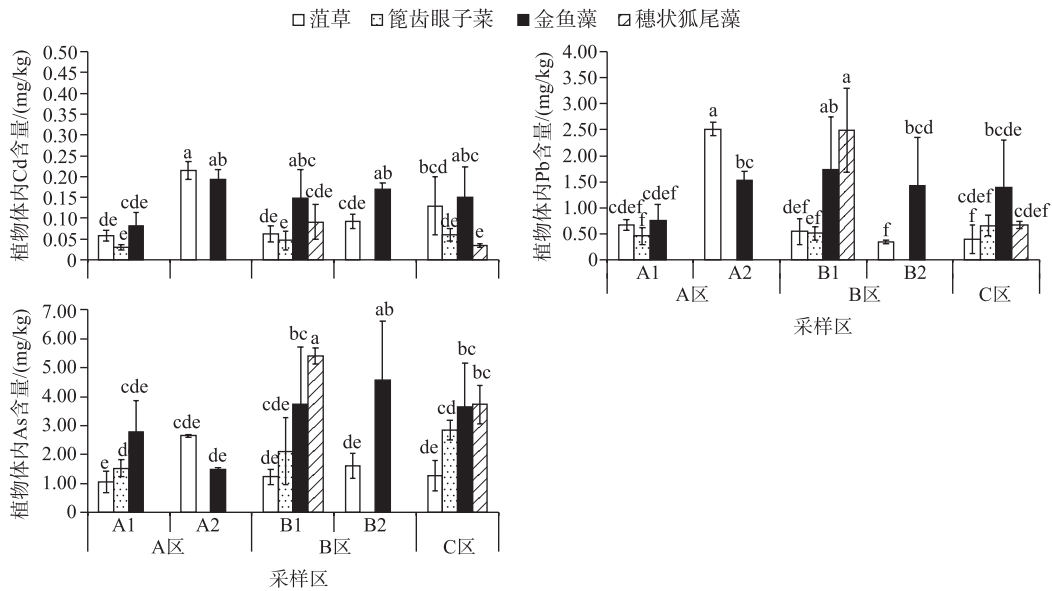 菹草 篦齿眼子菜 金鱼藻 穗状狐尾藻
植物体内Cd含量/(mg/kg)
0.50
0.45
0.40
0.35
0.30
0.25
0.20
0.15
0.10
0.05
0
de e cde a ab de de abc cde de ab bcd de abc e
植物体内Pb含量/(mg/kg)
4.00
3.50
3.00
2.50
2.00
1.50
1.00
0.50
0
cdef f cdef a bc def ef ab a f bcd f cdef bcde cdef
A1 A2 B1 B2
A区 B区 C区
采样区
植物体内As含量/(mg/kg)
7.00
6.00
5.00
4.00
3.00
2.00
1.00
0
e d cde cde de de cde bc a de ab de cd bc bc
A1 A2 B1 B2
A区 B区 C区
采样区